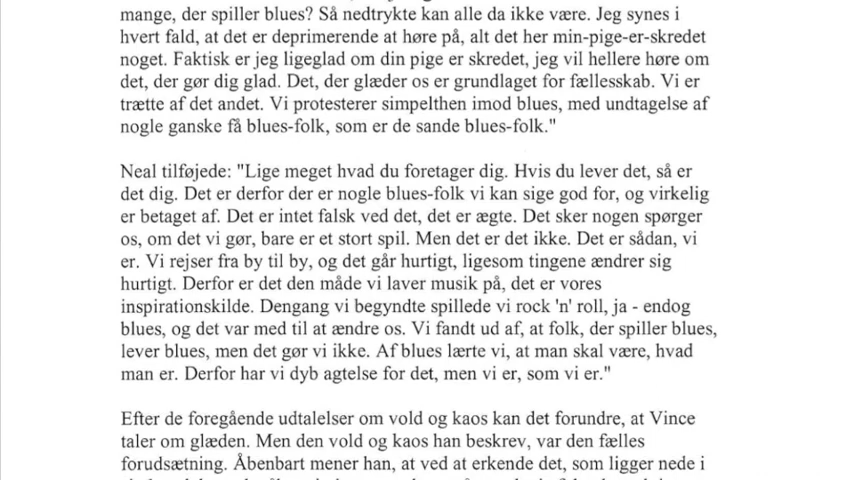 mange, der spiller blues? Så nedtrykte kan alle da ikke være. Jeg synes i
hvert fald, at det er deprimerende at høre på, alt det her min-pige-er-skredet
noget. Faktisk er jeg ligeglad om din pige er skredet, jeg vil hellere høre om
det, der gør dig glad. Det, der glæder os er grundlaget for fællesskab. Vi er
trætte af det andet. Vi protesterer simpelthen imod blues, med undtagelse af
nogle ganske få blues-folk, som er de sande blues-folk."
Neal tilføjede: "Lige meget hvad du foretager dig. Hvis du lever det, så er
det dig. Det er derfor der er nogle blues-folk vi kan sige god for, og virkelig
er betaget af. Det er intet falsk ved det, det er ægte. Det sker nogen spørger
os, om det vi gør, bare er et stort spil. Men det er det ikke. Det er sådan, vi
er. Vi rejser fra by til by, og det går hurtigt, ligesom tingene ændrer sig
hurtigt. Derfor er det den måde vi laver musik på, det er vores
inspirationskilde. Dengang vi begyndte spillede vi rock 'n' roll, ja - endog
blues, og det var med til at ændre os. Vi fandt ud af, at folk, der spiller blues,
lever blues, men det gør vi ikke. Af blues lærte vi, at man skal være, hvad
man er. Derfor har vi dyb agtelse for det, men vi er, som vi er."
Efter de foregående udtalelser om vold og kaos kan det forundre, at Vince
taler om glæden. Men den vold og kaos han beskrev, var den fælles
forudsætning. Åbenbart mener han, at ved at erkende det, som ligger nede i